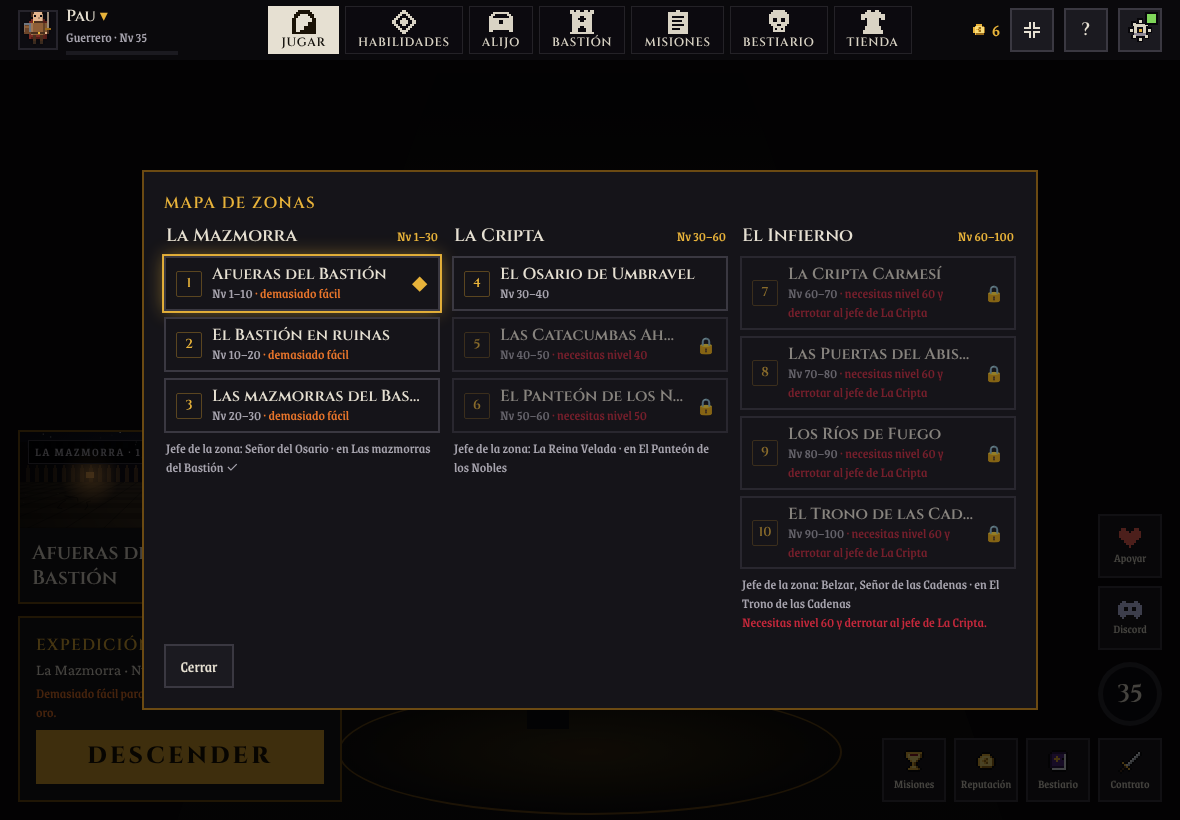 Pau ▼
Guerrero · Nv 35
JUGAR
HABILIDADES
ALIJO
BASTIÓN
MISIONES
BESTIARIO
TIENDA
6
?
MAPA DE ZONAS
La Mazmorra
Nv 1–30
1
Afueras del Bastión
Nv 1–10 · demasiado fácil
2
El Bastión en ruinas
Nv 10–20 · demasiado fácil
3
Las mazmorras del Bas...
Nv 20–30 · demasiado fácil
Jefe de la zona: Señor del Osario · en Las mazmorras
del Bastión ✓
La Cripta
Nv 30–60
4
El Osario de Umbravel
Nv 30–40
5
Las Catacumbas Ah...
Nv 40–50 · necesitas nivel 40
6
El Panteón de los N...
Nv 50–60 · necesitas nivel 50
Jefe de la zona: La Reina Velada · en El Panteón de
los Nobles
El Infierno
Nv 60–100
7
La Cripta Carmesí
Nv 60–70 · necesitas nivel 60 y
derrotar al jefe de La Cripta
8
Las Puertas del Abis...
Nv 70–80 · necesitas nivel 60 y
derrotar al jefe de La Cripta
9
Los Ríos de Fuego
Nv 80–90 · necesitas nivel 60 y
derrotar al jefe de La Cripta
10
El Trono de las Cad...
Nv 90–100 · necesitas nivel 60 y
derrotar al jefe de La Cripta
Jefe de la zona: Belzar, Señor de las Cadenas · en El
Trono de las Cadenas
Necesitas nivel 60 y derrotar al jefe de La Cripta.
Cerrar
LA MAZMORRA · 1
Afueras
Bastión
La Mazmorra ·
Demasiado fácil
oro.
DESCENDER
Apoyar
Discord
35
Misiones
Reputación
Bestiario
Contrato